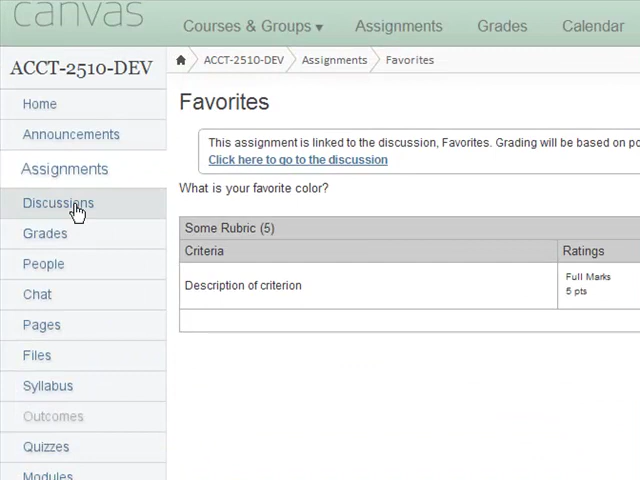 canvas
Courses & Groups ▾ Assignments Grades Calendar
ACCT-2510-DEV
ACCT-2510-DEV Assignments Favorites
Home
Announcements
Assignments
Discussions
Grades
People
Chat
Pages
Files
Syllabus
Outcomes
Quizzes
Modules
Favorites
This assignment is linked to the discussion, Favorites. Grading will be based on po
Click here to go to the discussion
What is your favorite color?
Some Rubric (5)
Criteria Ratings
Description of criterion
Full Marks
5 pts